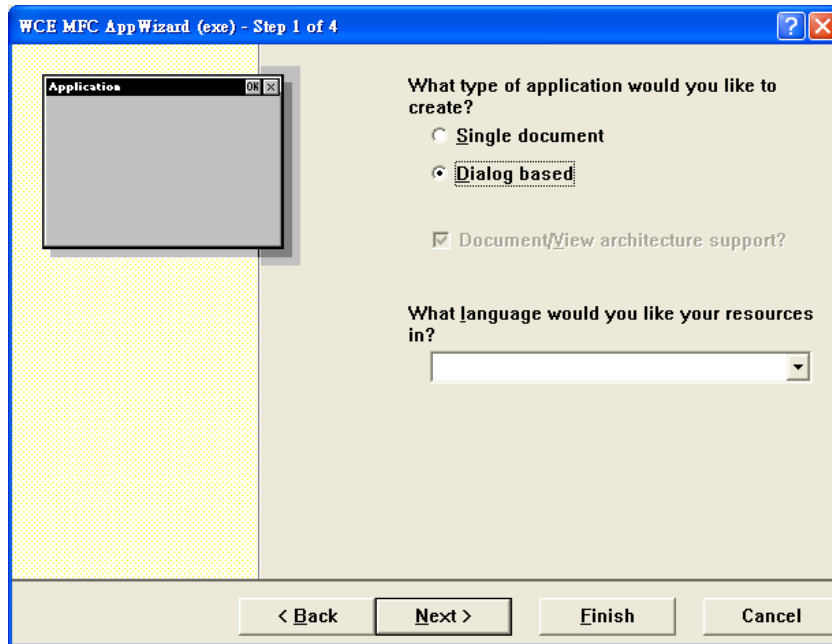 WCE MFC AppWizard (exe) - Step 1 of 4
Application
OK
What type of application would you like to
create?
Single document
Dialog based
Document/View architecture support?
What language would you like your resources
in?
< Back
Next >
Finish
Cancel